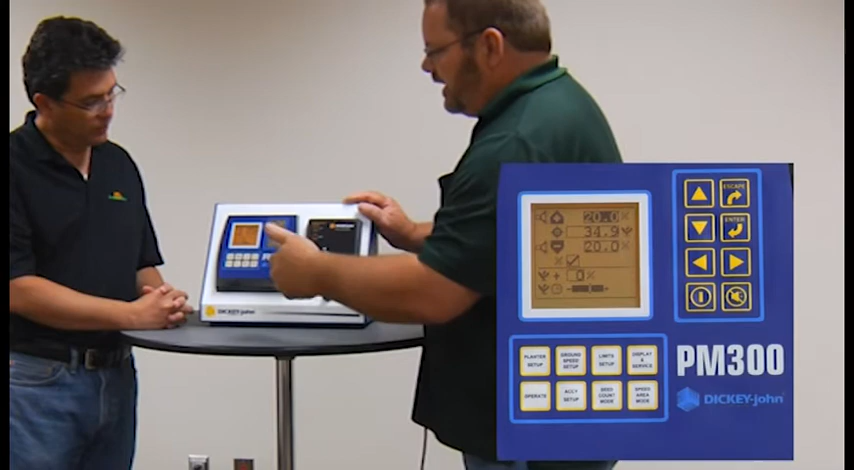 DICKEY-john
20.0%
34.9
20.0%
%
+ 0%
ESCAPE
ENTER
PLANTER SETUP
GROUND SPEED SETUP
LIMITS SETUP
DISPLAY & SERVICE
OPERATE
ACCY SETUP
SEED COUNT MODE
SPEED AREA MODE
PM300
DICKEY-john